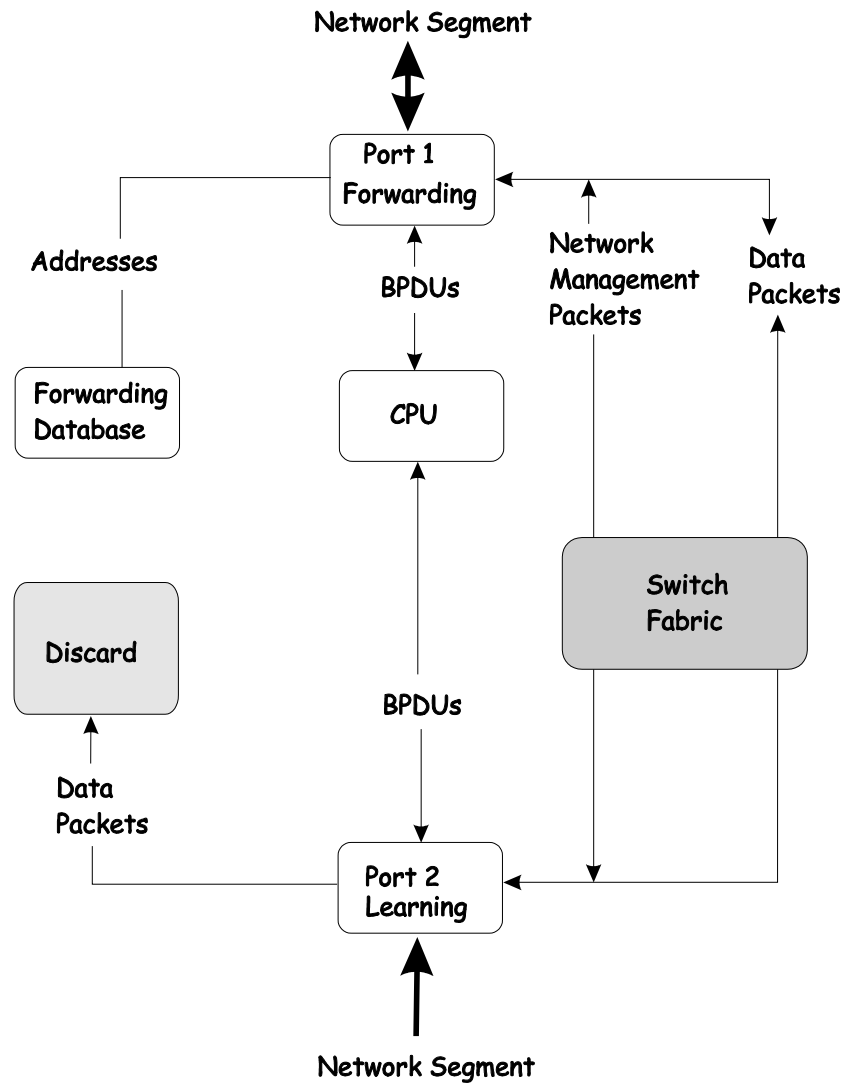 Network Segment
Port 1
Forwarding
Addresses
BPDUs
Network
Management
Packets
Data
Packets
Forwarding
Database
CPU
Switch
Fabric
Discard
BPDUs
Data
Packets
Port 2
Learning
Network Segment